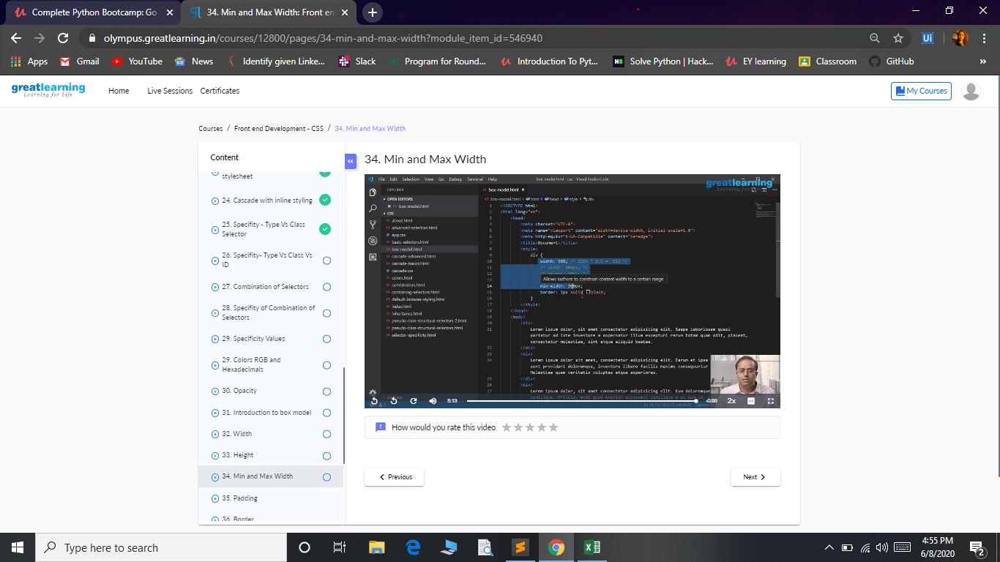 Complete Python Bootcamp: Go
34. Min and Max Width: Front en
olympus.greatlearning.in/courses/12800/pages/34-min-and-max-width?module_item_id=546940
Ui
Apps
Gmail
YouTube
News
Identify given Linke...
Slack
Program for Round...
Introduction To Pyt...
Solve Python | Hack...
EY learning
Classroom
GitHub
»
greatlearning
Learning for Life
Home
Live Sessions
Certificates
My Courses
Courses / Front end Development - CSS / 34. Min and Max Width
Content
stylesheet
24. Cascade with inline styling
25. Specifity - Type Vs Class
Selector
26. Specifity- Type Vs Class Vs
ID
27. Combination of Selectors
28. Specifity of Combination of
Selectors
29. Specificity Values
29. Colors RGB and
Hexadecimals
30. Opacity
31. Introduction to box model
32. Width
33. Height
34. Min and Max Width
35. Padding
36. Border
«
34. Min and Max Width
File Edit Selection View Go Debug Terminal Help
box-model.html - css - Visual Studio Code
greatlearning
Learning for Life
EXPLORER
OPEN EDITORS
box-model.html
CSS
about.html
advanced-selectors.html
app.css
basic-selectors.html
box-model.html
cascade-advanced.html
cascade-basics.html
cascade.css
colors.html
combinators.html
combining-selectors.html
default-browser-styling.html
index.html
inheritance.html
pseudo-class-structural-selectors-2.html
pseudo-class-structural-selectors.html
selector-specificity.html
box-model.html
box-model.html › html › head › style › div
1 <!DOCTYPE html>
2 <html lang="en">
3 <head>
4 <meta charset="UTF-8">
5 <meta name="viewport" content="width=device-width, initial-scale=1.0">
6 <meta http-equiv="X-UA-Compatible" content="ie=edge">
7 <title>Document</title>
8 <style>
9 div {
10 width: 50%; /* 1264 * 0.5 = 632 */
11 /* width: 800px; */
12
13 Allows authors to constrain content width to a certain range
14 min-width: 300px;
15 border: 1px solid black;
16 }
17 </style>
18 </head>
19 <body>
20 <div>
21 Lorem ipsum dolor, sit amet consectetur adipisicing elit. Saepe laboriosam quasi
pariatur ad iste inventore a aspernatur illum excepturi rerum totam quam odit, placeat,
consectetur molestiae, sint atque aliquid beatae.
22 </div>
23 <div>
24 Lorem ipsum dolor sit amet, consectetur adipisicing elit. Earum et ipsa
sunt provident doloremque, inventore libero facilis maxime consequuntur
Molestiae quam veritatis voluptas atque asperiores.
25 </div>
26 <div>
27 Lorem ipsum dolor sit amet, consectetur adipisicing elit. Eum doloremque
5:13
-0:00
2x
How would you rate this video
Previous
Next
Type here to search
4:55 PM
6/8/2020
2